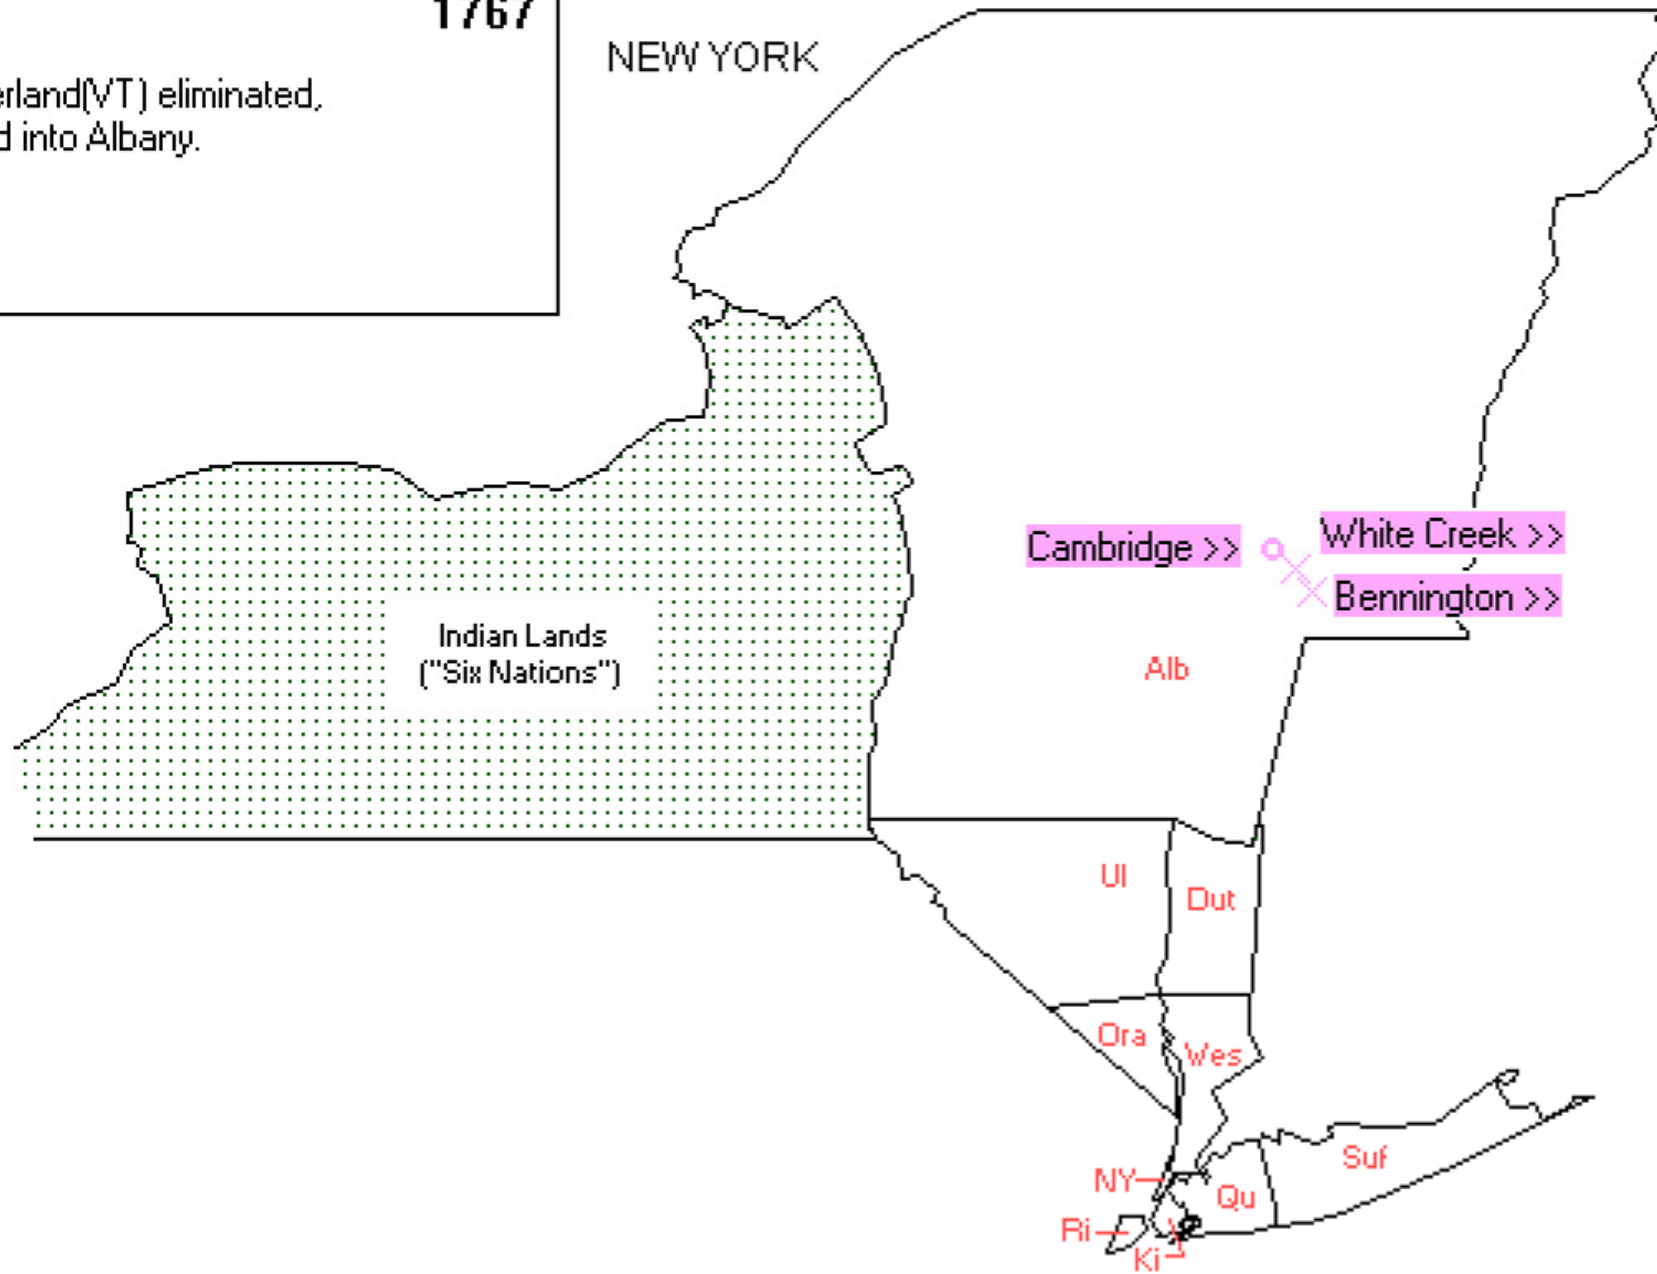 1767
erland(VT) eliminated,
d into Albany.
NEW YORK
Cambridge >>
White Creek >>
Bennington >>
Indian Lands
("Six Nations")
Alb
Ul
Dut
Ora
Wes
Suf
NY
Qu
Ri
Ki